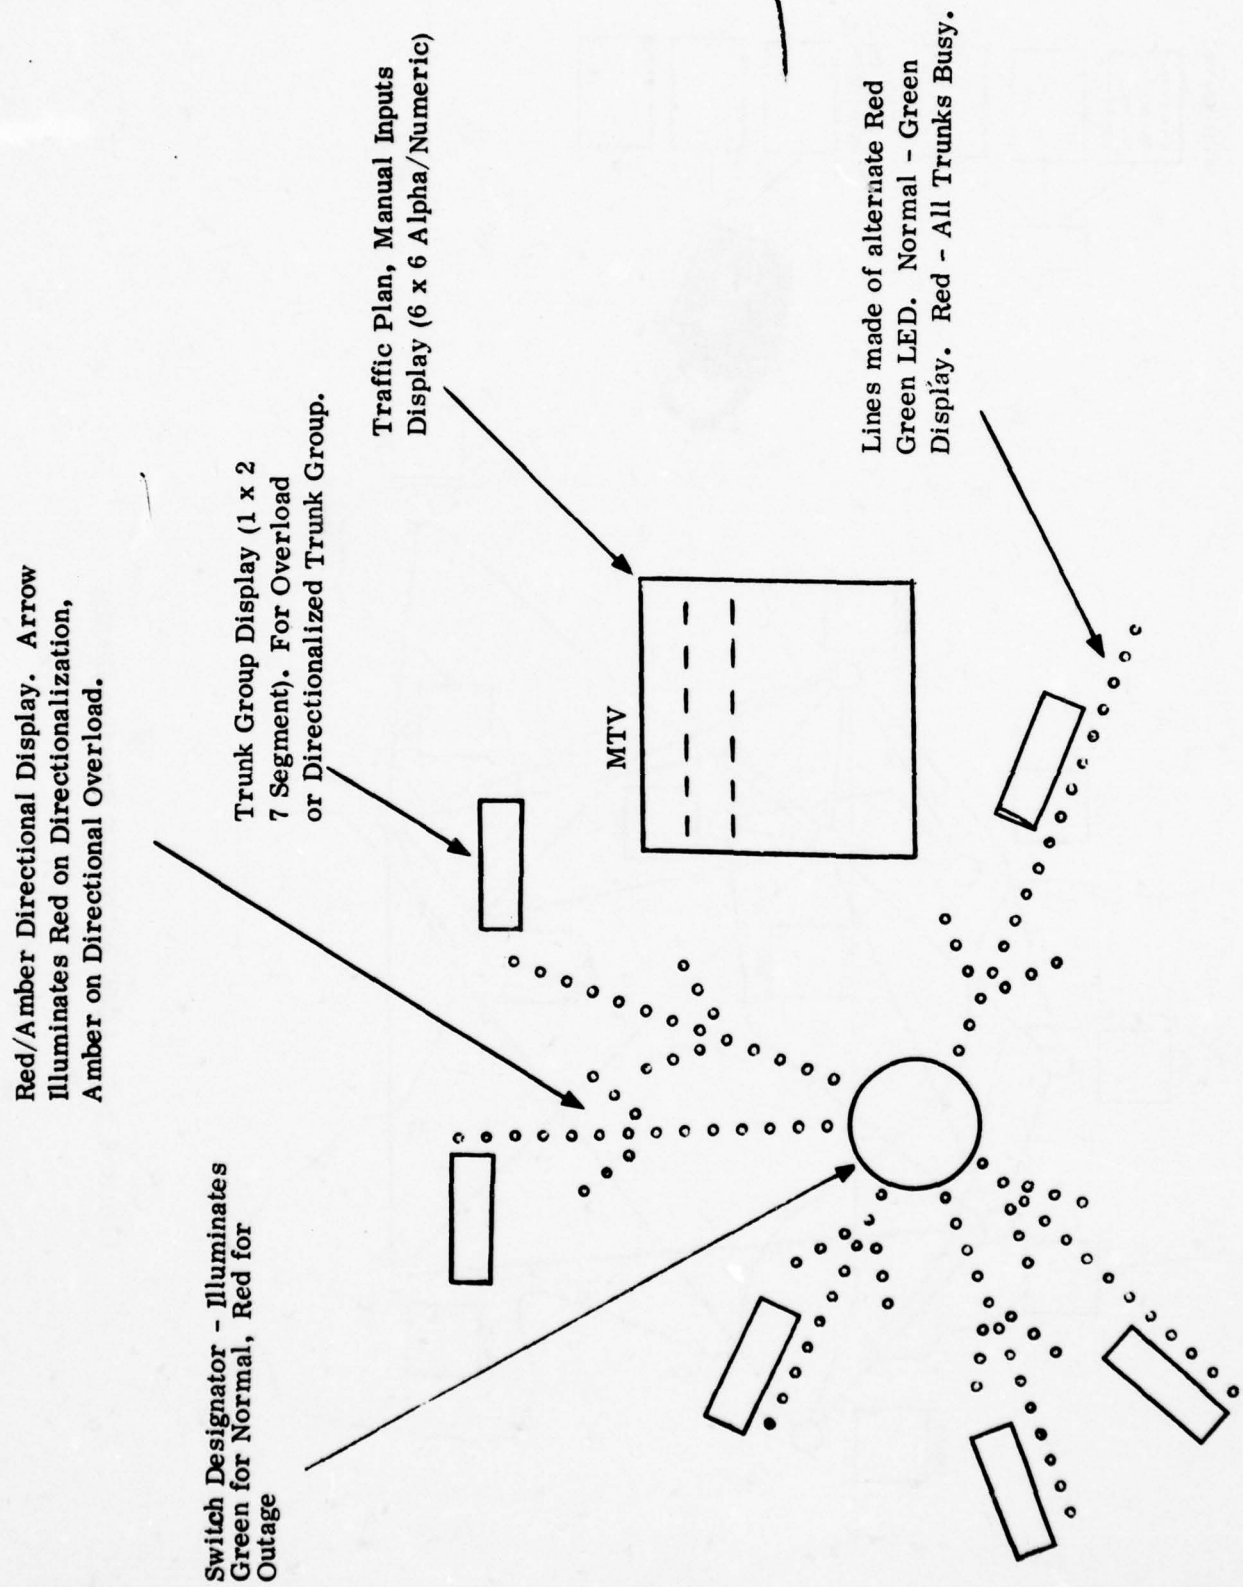 Red/Amber Directional Display. Arrow
Illuminates Red on Directionalization,
Amber on Directional Overload.
Switch Designator - Illuminates
Green for Normal, Red for
Outage
Trunk Group Display (1 x 2
7 Segment). For Overload
or Directionalized Trunk Group.
Traffic Plan, Manual Inputs
Display (6 x 6 Alpha/Numeric)
MTV
Lines made of alternate Red
Green LED. Normal - Green
Display. Red - All Trunks Busy.